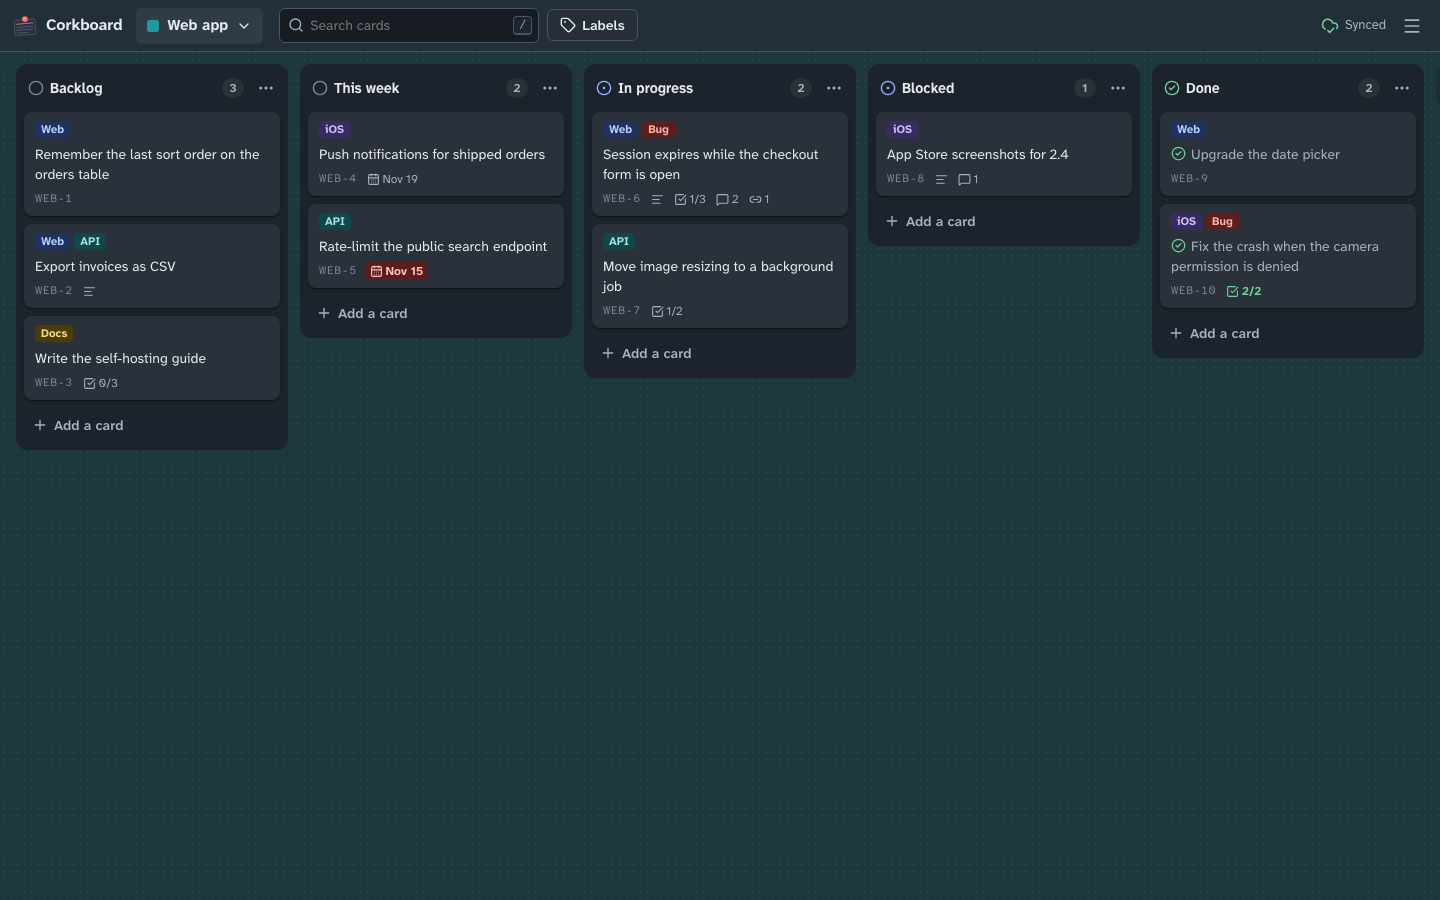 Corkboard
Web app
Search cards
/
Labels
Synced
Backlog
3
Web
Remember the last sort order on the
orders table
WEB-1
Web API
Export invoices as CSV
WEB-2
Docs
Write the self-hosting guide
WEB-3 0/3
+ Add a card
This week
2
iOS
Push notifications for shipped orders
WEB-4 Nov 19
API
Rate-limit the public search endpoint
WEB-5 Nov 15
+ Add a card
In progress
2
Web Bug
Session expires while the checkout
form is open
WEB-6 1/3 2 1
API
Move image resizing to a background
job
WEB-7 1/2
+ Add a card
Blocked
1
iOS
App Store screenshots for 2.4
WEB-8 1
+ Add a card
Done
2
Web
Upgrade the date picker
WEB-9
iOS Bug
Fix the crash when the camera
permission is denied
WEB-10 2/2
+ Add a card